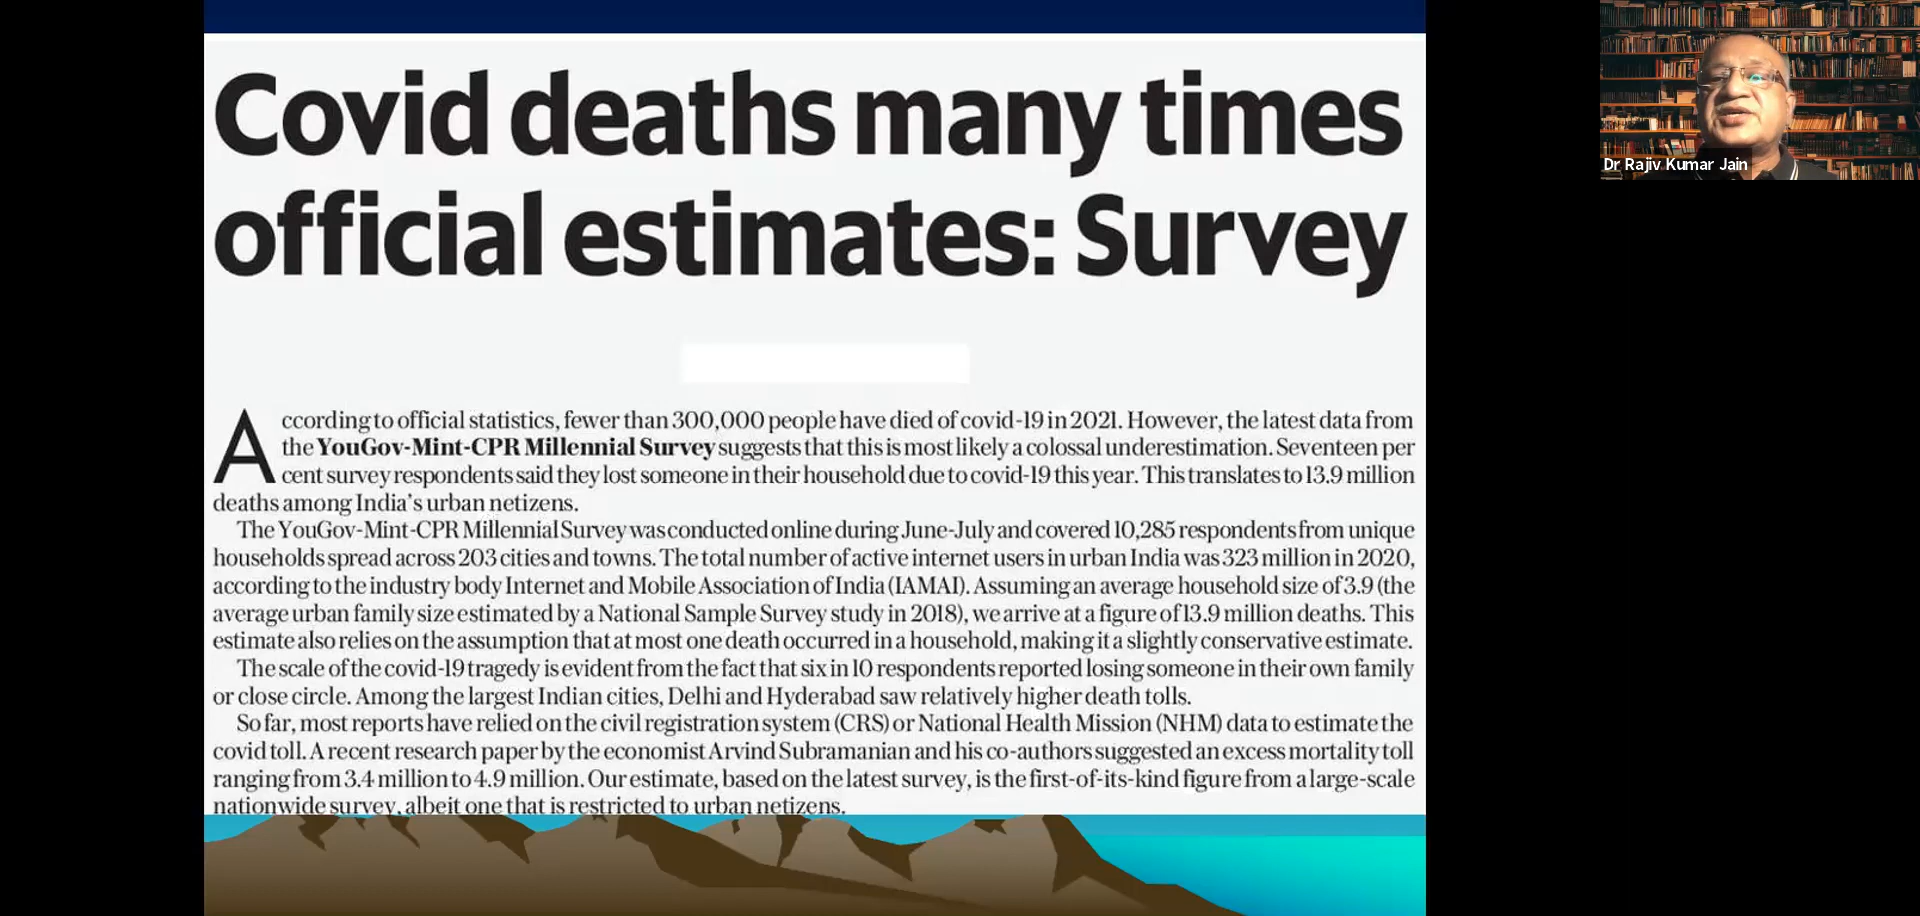 Covid deaths many times
official estimates: Survey
According to official statistics, fewer than 300,000 people have died of covid-19 in 2021. However, the latest data from
the YouGov-Mint-CPR Millennial Survey suggests that this is most likely a colossal underestimation. Seventeen per
cent survey respondents said they lost someone in their household due to covid-19 this year. This translates to 13.9 million
deaths among India's urban netizens.
The YouGov-Mint-CPR Millennial Survey was conducted online during June-July and covered 10,285 respondents from unique
households spread across 203 cities and towns. The total number of active internet users in urban India was 323 million in 2020,
according to the industry body Internet and Mobile Association of India (IAMAI). Assuming an average household size of 3.9 (the
average urban family size estimated by a National Sample Survey study in 2018), we arrive at a figure of 13.9 million deaths. This
estimate also relies on the assumption that at most one death occurred in a household, making it a slightly conservative estimate.
The scale of the covid-19 tragedy is evident from the fact that six in 10 respondents reported losing someone in their own family
or close circle. Among the largest Indian cities, Delhi and Hyderabad saw relatively higher death tolls.
So far, most reports have relied on the civil registration system (CRS) or National Health Mission (NHM) data to estimate the
covid toll. A recent research paper by the economist Arvind Subramanian and his co-authors suggested an excess mortality toll
ranging from 3.4 million to 4.9 million. Our estimate, based on the latest survey, is the first-of-its-kind figure from a large-scale
nationwide survey, albeit one that is restricted to urban netizens.
Dr Rajiv Kumar Jain